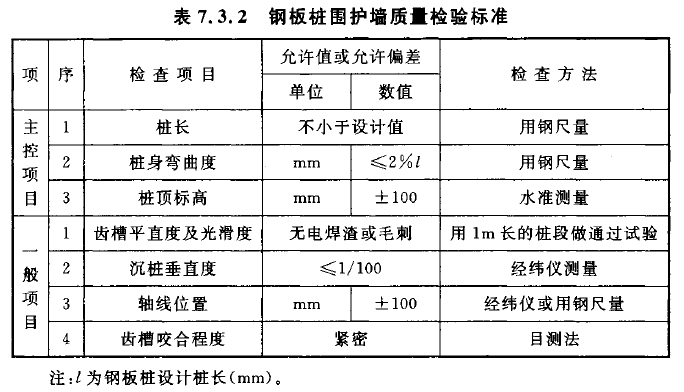 表 7.3.2 钢板桩围护墙质量检验标准
项 序 检查项目 允许值或允许偏差 检查方法
单位 数值
主控项目 1 桩长 不小于设计值 用钢尺量
2 桩身弯曲度 mm ≤2%l 用钢尺量
3 桩顶标高 mm ±100 水准测量
一般项目 1 齿槽平直度及光滑度 无电焊渣或毛刺 用 1m 长的桩段做通过试验
2 沉桩垂直度 ≤1/100 经纬仪测量
3 轴线位置 mm ±100 经纬仪或用钢尺量
4 齿槽咬合程度 紧密 目测法
注:l 为钢板桩设计桩长(mm)。